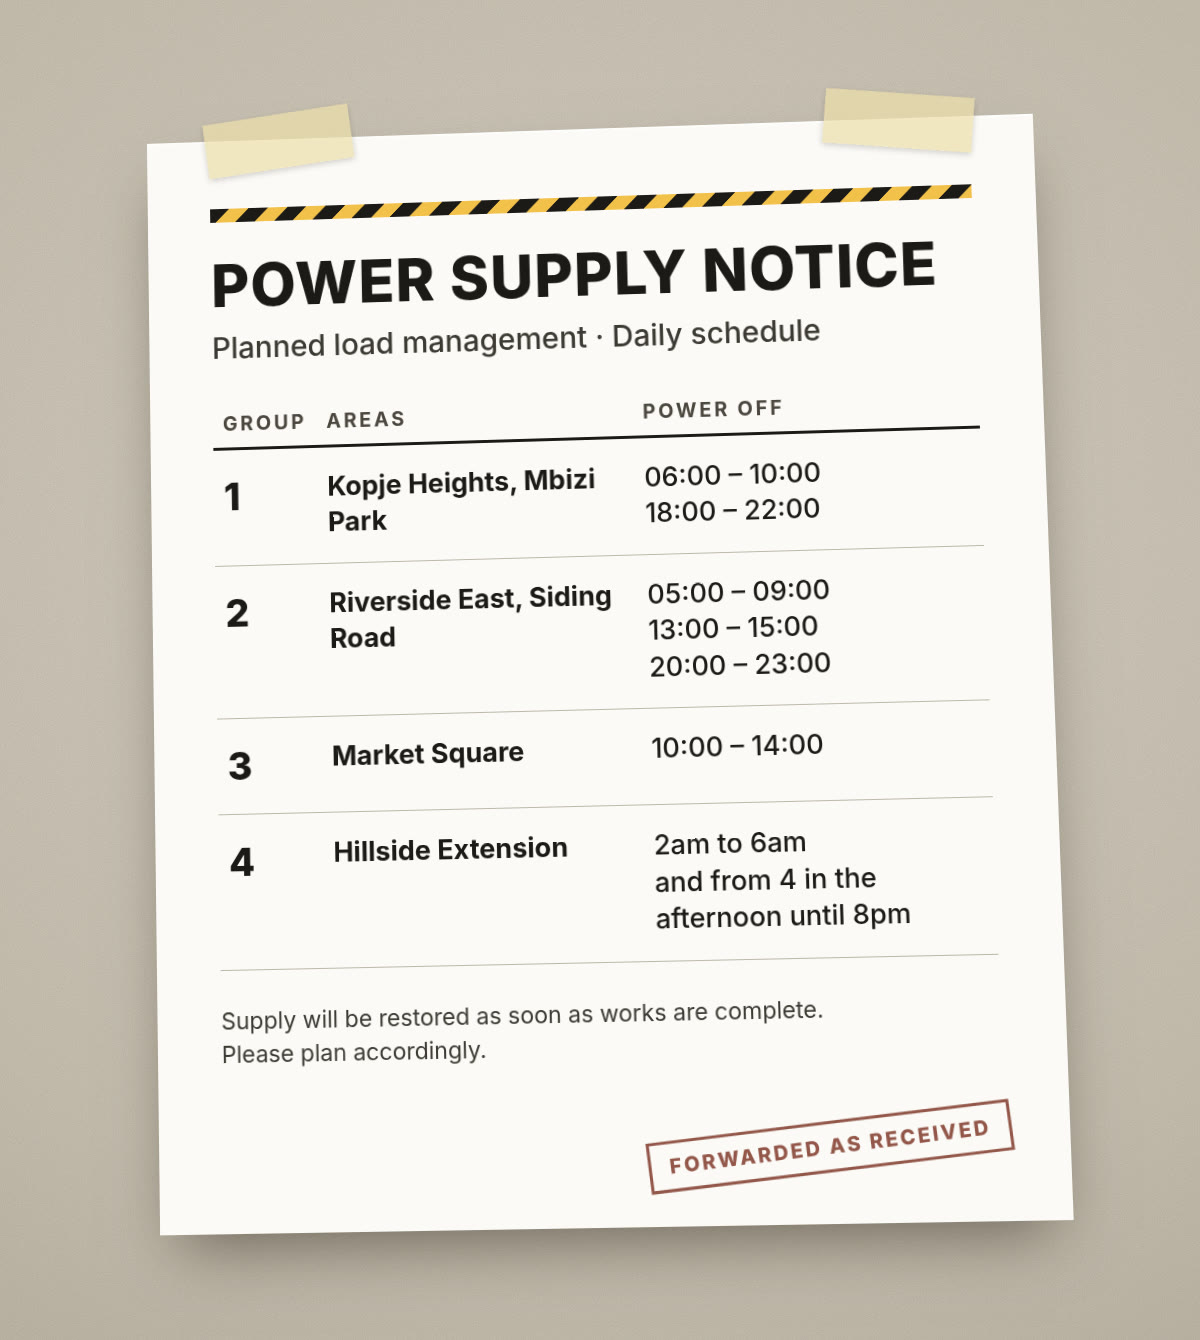 POWER SUPPLY NOTICE
Planned load management · Daily schedule
GROUP AREAS POWER OFF
1 Kopje Heights, Mbizi 06:00 – 10:00
Park 18:00 – 22:00
2 Riverside East, Siding 05:00 – 09:00
Road 13:00 – 15:00
20:00 – 23:00
3 Market Square 10:00 – 14:00
4 Hillside Extension 2am to 6am
and from 4 in the
afternoon until 8pm
Supply will be restored as soon as works are complete.
Please plan accordingly.
FORWARDED AS RECEIVED